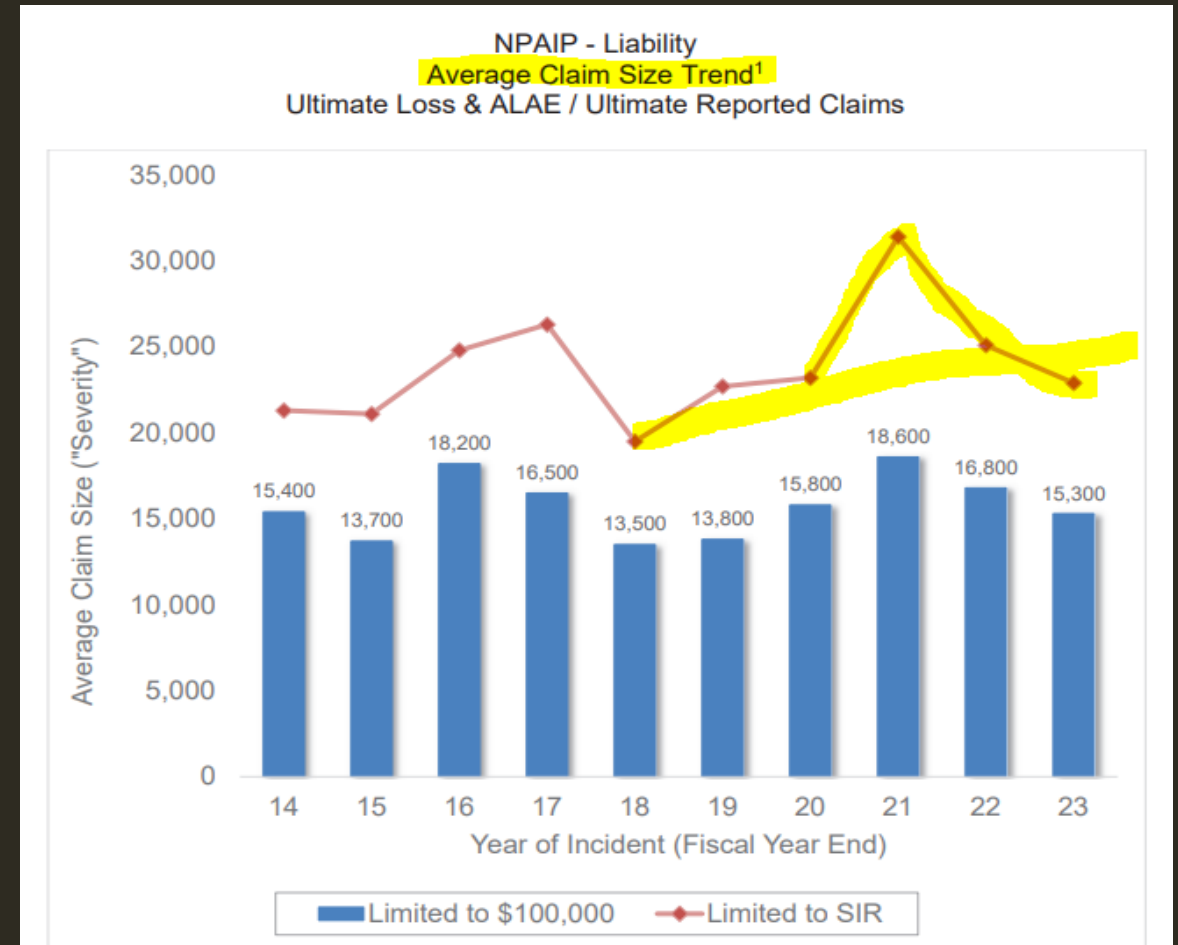 NPAIP - Liability
Average Claim Size Trend¹
Ultimate Loss & ALAE / Ultimate Reported Claims
Average Claim Size ("Severity")
35,000
30,000
25,000
20,000
15,000
10,000
5,000
0
15,400
13,700
18,200
16,500
13,500
13,800
15,800
18,600
16,800
15,300
14 15 16 17 18 19 20 21 22 23
Year of Incident (Fiscal Year End)
Limited to $100,000 Limited to SIR